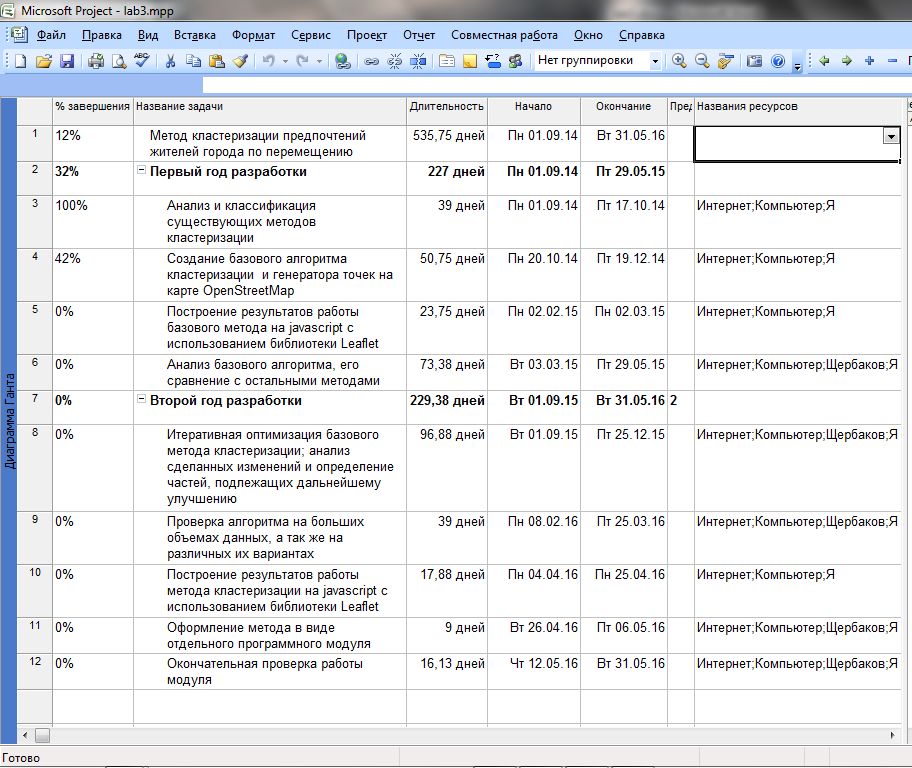 Microsoft Project - lab3.mpp
Файл Правка Вид Вставка Формат Сервис Проект Отчет Совместная работа Окно Справка
Нет группировки
% завершения Название задачи Длительность Начало Окончание Пред Названия ресурсов
1 12% Метод кластеризации предпочтений 535,75 дней Пн 01.09.14 Вт 31.05.16
жителей города по перемещению
2 32% Первый год разработки 227 дней Пн 01.09.14 Пт 29.05.15
3 100% Анализ и классификация 39 дней Пн 01.09.14 Пт 17.10.14 Интернет;Компьютер;Я
существующих методов
кластеризации
4 42% Создание базового алгоритма 50,75 дней Пн 20.10.14 Пт 19.12.14 Интернет;Компьютер;Я
кластеризации и генератора точек на
карте OpenStreetMap
5 0% Построение результатов работы 23,75 дней Пн 02.02.15 Пн 02.03.15 Интернет;Компьютер;Я
базового метода на javascript с
использованием библиотеки Leaflet
6 0% Анализ базового алгоритма, его 73,38 дней Вт 03.03.15 Пт 29.05.15 Интернет;Компьютер;Щербаков;Я
сравнение с остальными методами
7 0% Второй год разработки 229,38 дней Вт 01.09.15 Вт 31.05.16 2
8 0% Итеративная оптимизация базового 96,88 дней Вт 01.09.15 Пт 25.12.15 Интернет;Компьютер;Щербаков;Я
метода кластеризации; анализ
сделанных изменений и определение
частей, подлежащих дальнейшему
улучшению
9 0% Проверка алгоритма на больших 39 дней Пн 08.02.16 Пт 25.03.16 Интернет;Компьютер;Щербаков;Я
объемах данных, а так же на
различных их вариантах
10 0% Построение результатов работы 17,88 дней Пн 04.04.16 Пн 25.04.16 Интернет;Компьютер;Я
метода кластеризации на javascript с
использованием библиотеки Leaflet
11 0% Оформление метода в виде 9 дней Вт 26.04.16 Пт 06.05.16 Интернет;Компьютер;Щербаков;Я
отдельного программного модуля
12 0% Окончательная проверка работы 16,13 дней Чт 12.05.16 Вт 31.05.16 Интернет;Компьютер;Щербаков;Я
модуля
Диаграмма Ганта
Готово